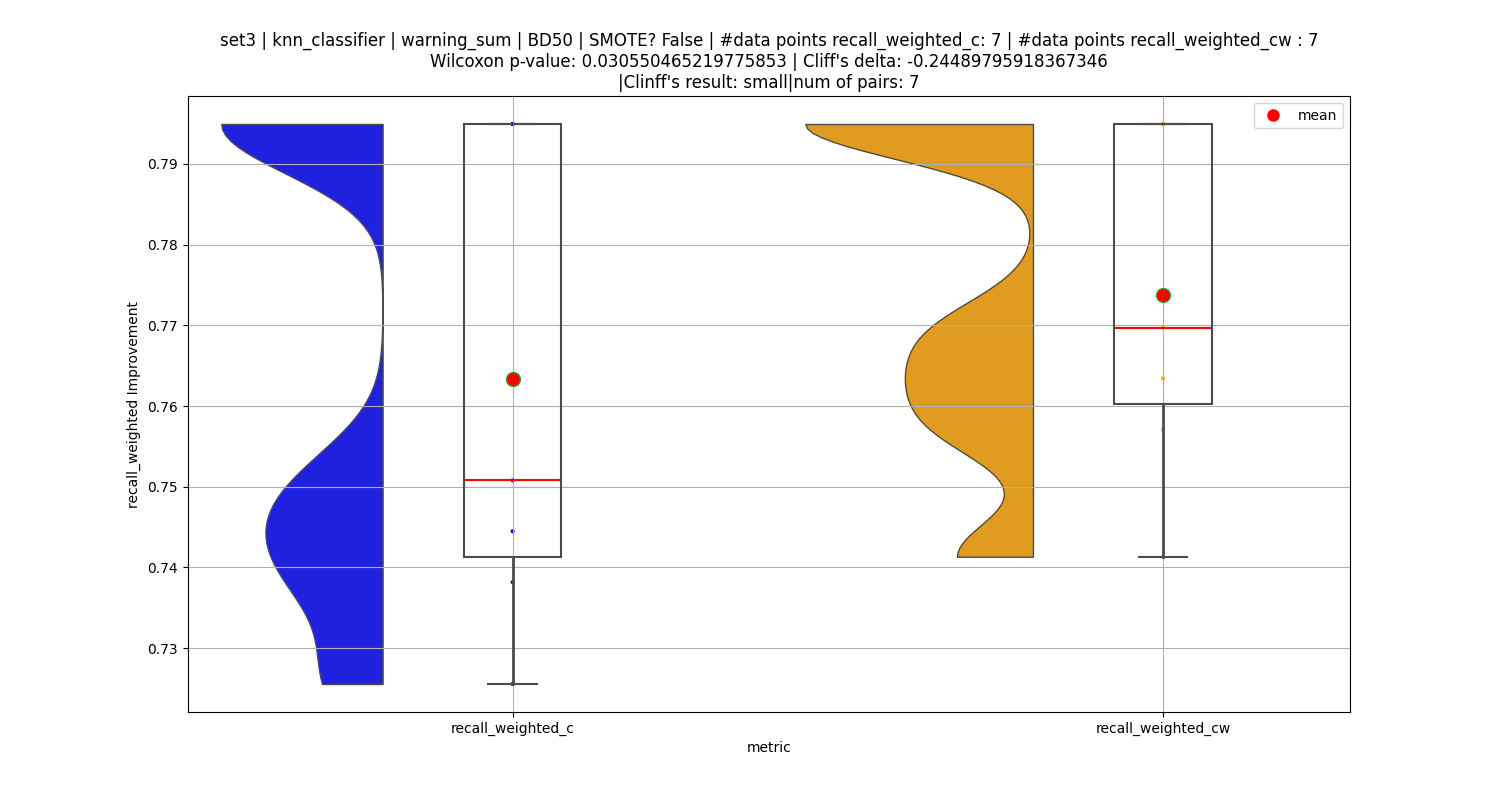 set3 | knn_classifier | warning_sum | BD50 | SMOTE? False | #data points recall_weighted_c: 7 | #data points recall_weighted_cw : 7
Wilcoxon p-value: 0.030550465219775853 | Cliff's delta: -0.24489795918367346
|Clinff's result: small|num of pairs: 7
mean
0.79
0.78
0.77
0.76
0.75
0.74
0.73
recall_weighted Improvement
recall_weighted_c
recall_weighted_cw
metric